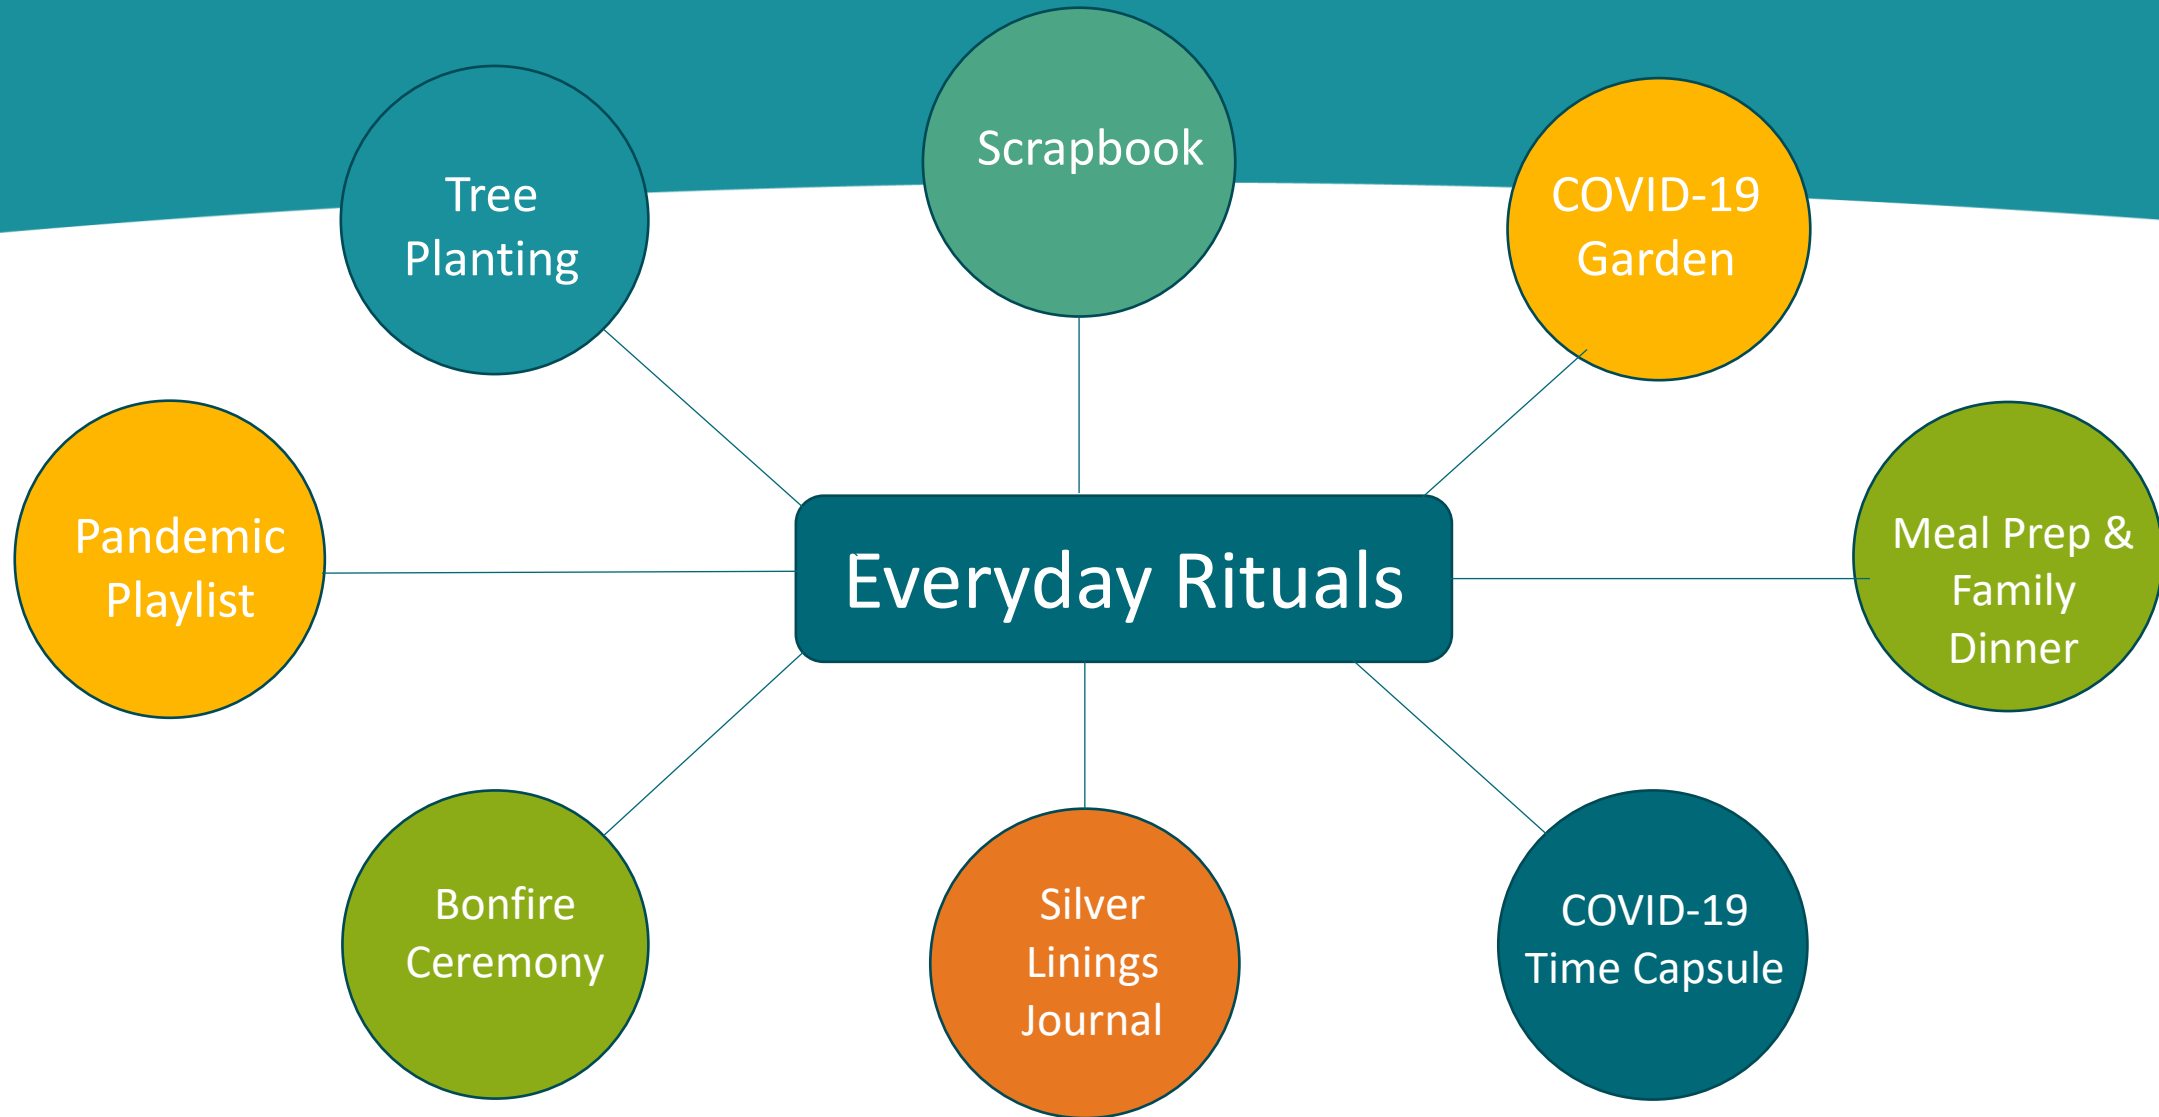 Scrapbook
Tree
Planting
COVID-19
Garden
Pandemic
Playlist
Everyday Rituals
Meal Prep &
Family
Dinner
Bonfire
Ceremony
Silver
Linings
Journal
COVID-19
Time Capsule